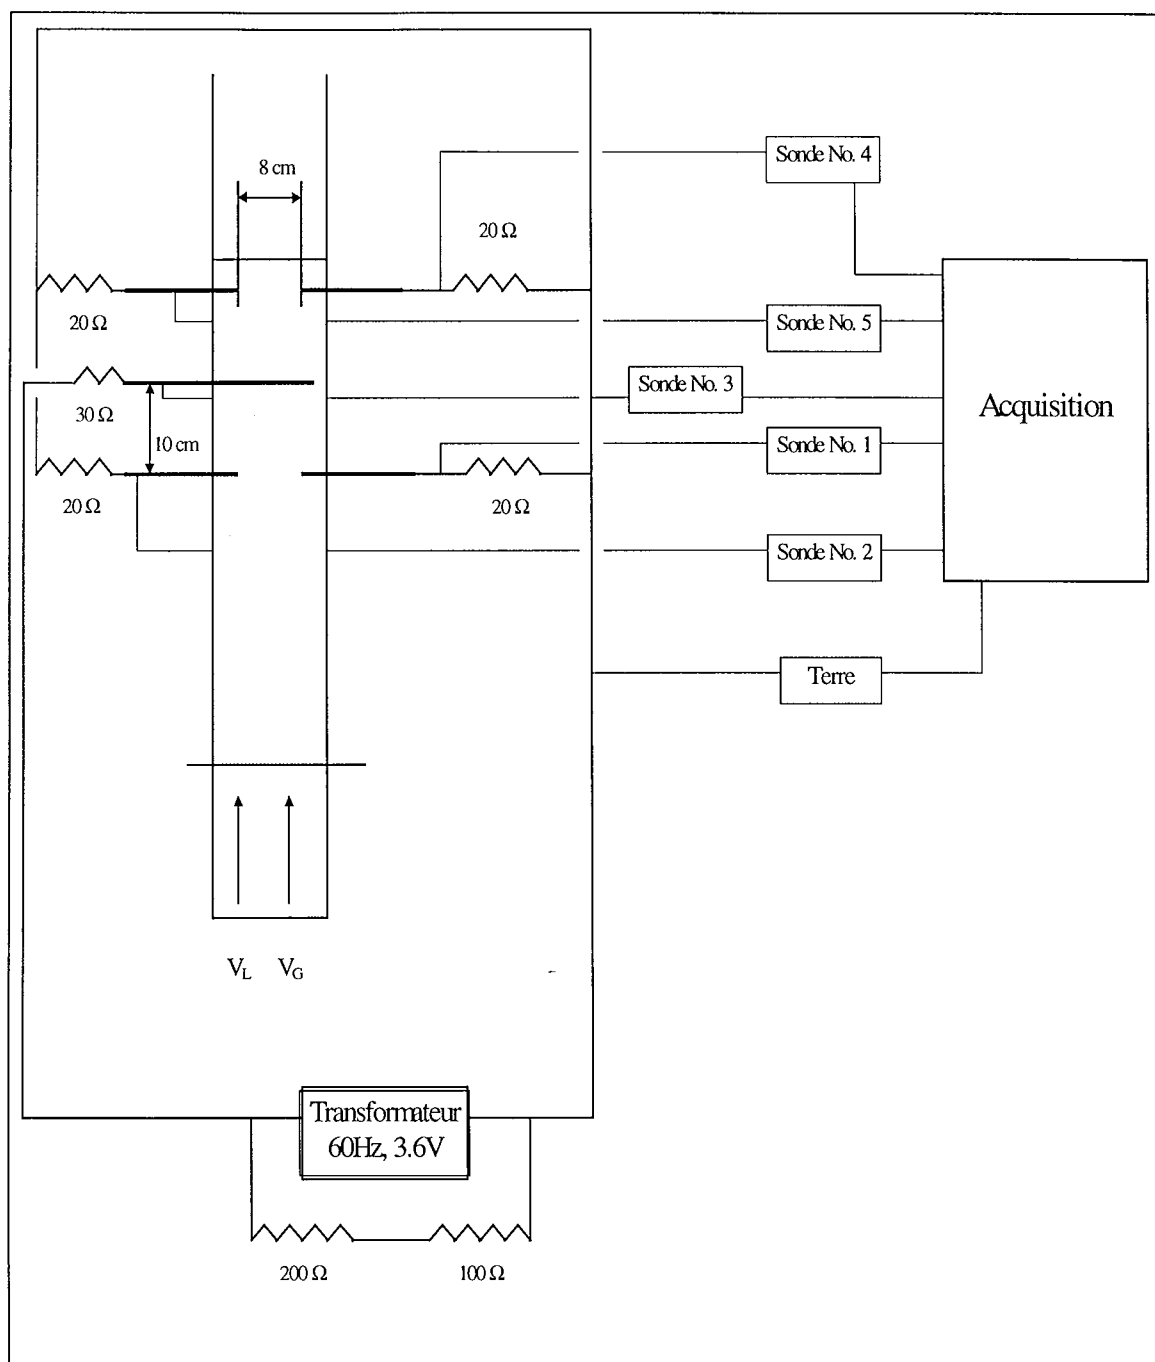 Sonde No. 4
8 cm
20 Ω
20 Ω
Sonde No. 5
Sonde No. 3
30 Ω
10 cm
Acquisition
Sonde No. 1
20 Ω
20 Ω
Sonde No. 2
Terre
V_L V_G
Transformateur
60Hz, 3.6V
200 Ω
100 Ω